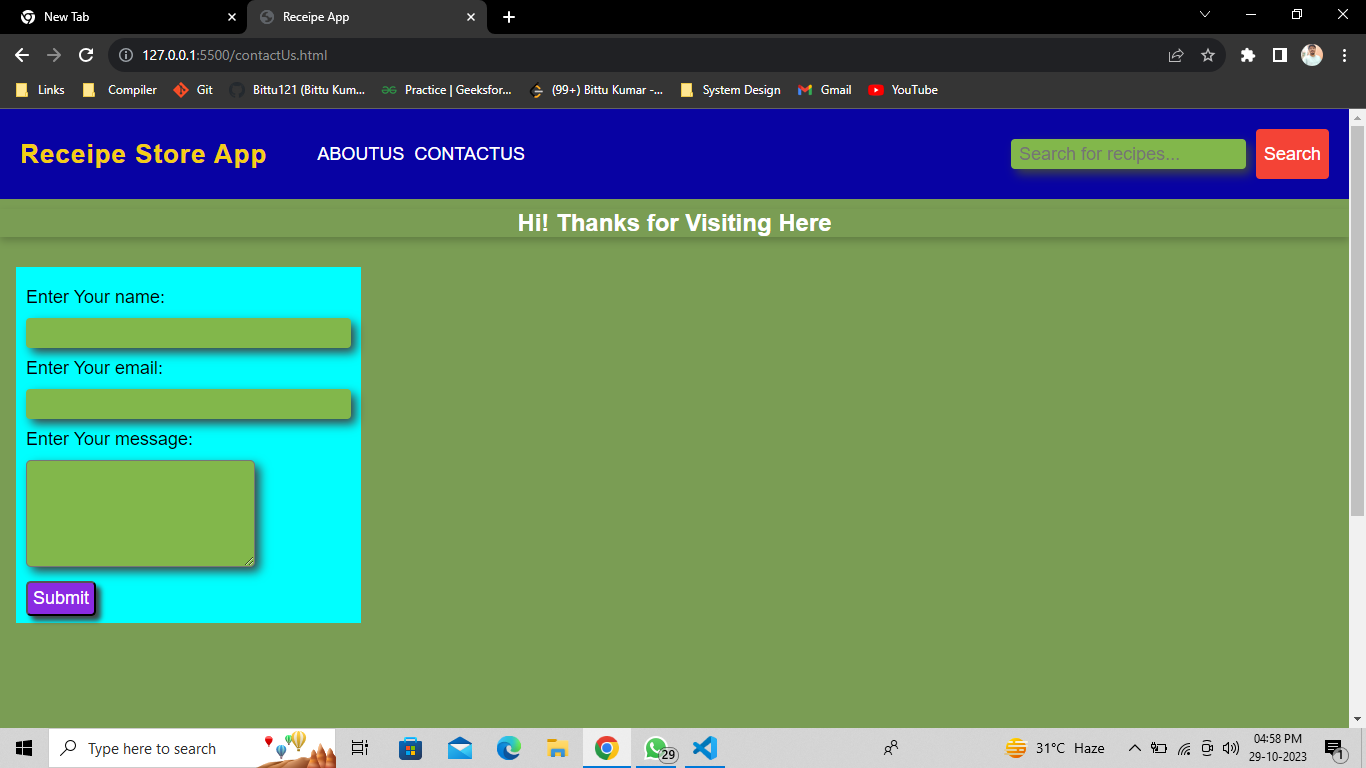 New Tab
Receipe App
127.0.0.1:5500/contactUs.html
Links Compiler Git Bittu121 (Bittu Kum... Practice | Geeksfor... (99+) Bittu Kumar -... System Design Gmail YouTube
Receipe Store App ABOUTUS CONTACTUS Search for recipes... Search
Hi! Thanks for Visiting Here
Enter Your name:
Enter Your email:
Enter Your message:
Submit
Type here to search
29
31°C Haze
04:58 PM
29-10-2023
1